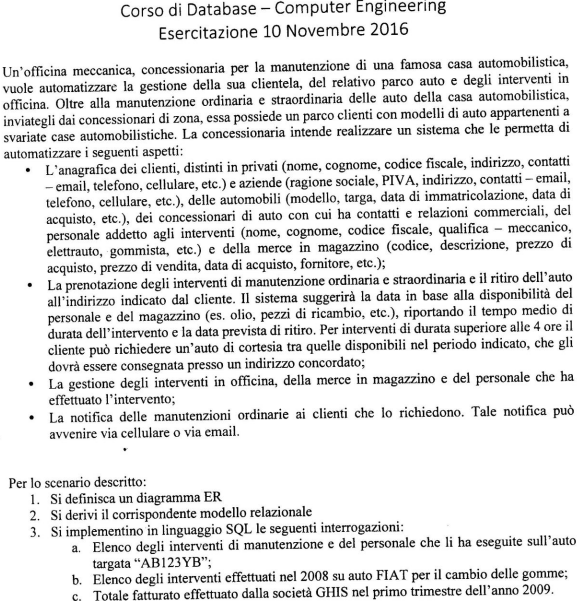 Corso di Database – Computer Engineering
Esercitazione 10 Novembre 2016
Un'officina meccanica, concessionaria per la manutenzione di una famosa casa automobilistica,
vuole automatizzare la gestione della sua clientela, del relativo parco auto e degli interventi in
officina. Oltre alla manutenzione ordinaria e straordinaria delle auto della casa automobilistica,
inviategli dai concessionari di zona, essa possiede un parco clienti con modelli di auto appartenenti a
svariate case automobilistiche. La concessionaria intende realizzare un sistema che le permetta di
automatizzare i seguenti aspetti:
• L'anagrafica dei clienti, distinti in privati (nome, cognome, codice fiscale, indirizzo, contatti
– email, telefono, cellulare, etc.) e aziende (ragione sociale, PIVA, indirizzo, contatti – email,
telefono, cellulare, etc.), delle automobili (modello, targa, data di immatricolazione, data di
acquisto, etc.), dei concessionari di auto con cui ha contatti e relazioni commerciali, del
personale addetto agli interventi (nome, cognome, codice fiscale, qualifica – meccanico,
elettrauto, gommista, etc.) e della merce in magazzino (codice, descrizione, prezzo di
acquisto, prezzo di vendita, data di acquisto, fornitore, etc.);
• La prenotazione degli interventi di manutenzione ordinaria e straordinaria e il ritiro dell'auto
all'indirizzo indicato dal cliente. Il sistema suggerirà la data in base alla disponibilità del
personale e del magazzino (es. olio, pezzi di ricambio, etc.), riportando il tempo medio di
durata dell'intervento e la data prevista di ritiro. Per interventi di durata superiore alle 4 ore il
cliente può richiedere un'auto di cortesia tra quelle disponibili nel periodo indicato, che gli
dovrà essere consegnata presso un indirizzo concordato;
• La gestione degli interventi in officina, della merce in magazzino e del personale che ha
effettuato l'intervento;
• La notifica delle manutenzioni ordinarie ai clienti che lo richiedono. Tale notifica può
avvenire via cellulare o via email.
Per lo scenario descritto:
1. Si definisca un diagramma ER
2. Si derivi il corrispondente modello relazionale
3. Si implementino in linguaggio SQL le seguenti interrogazioni:
a. Elenco degli interventi di manutenzione e del personale che li ha eseguite sull'auto
targata "AB123YB";
b. Elenco degli interventi effettuati nel 2008 su auto FIAT per il cambio delle gomme;
c. Totale fatturato effettuato dalla società GHIS nel primo trimestre dell'anno 2009.